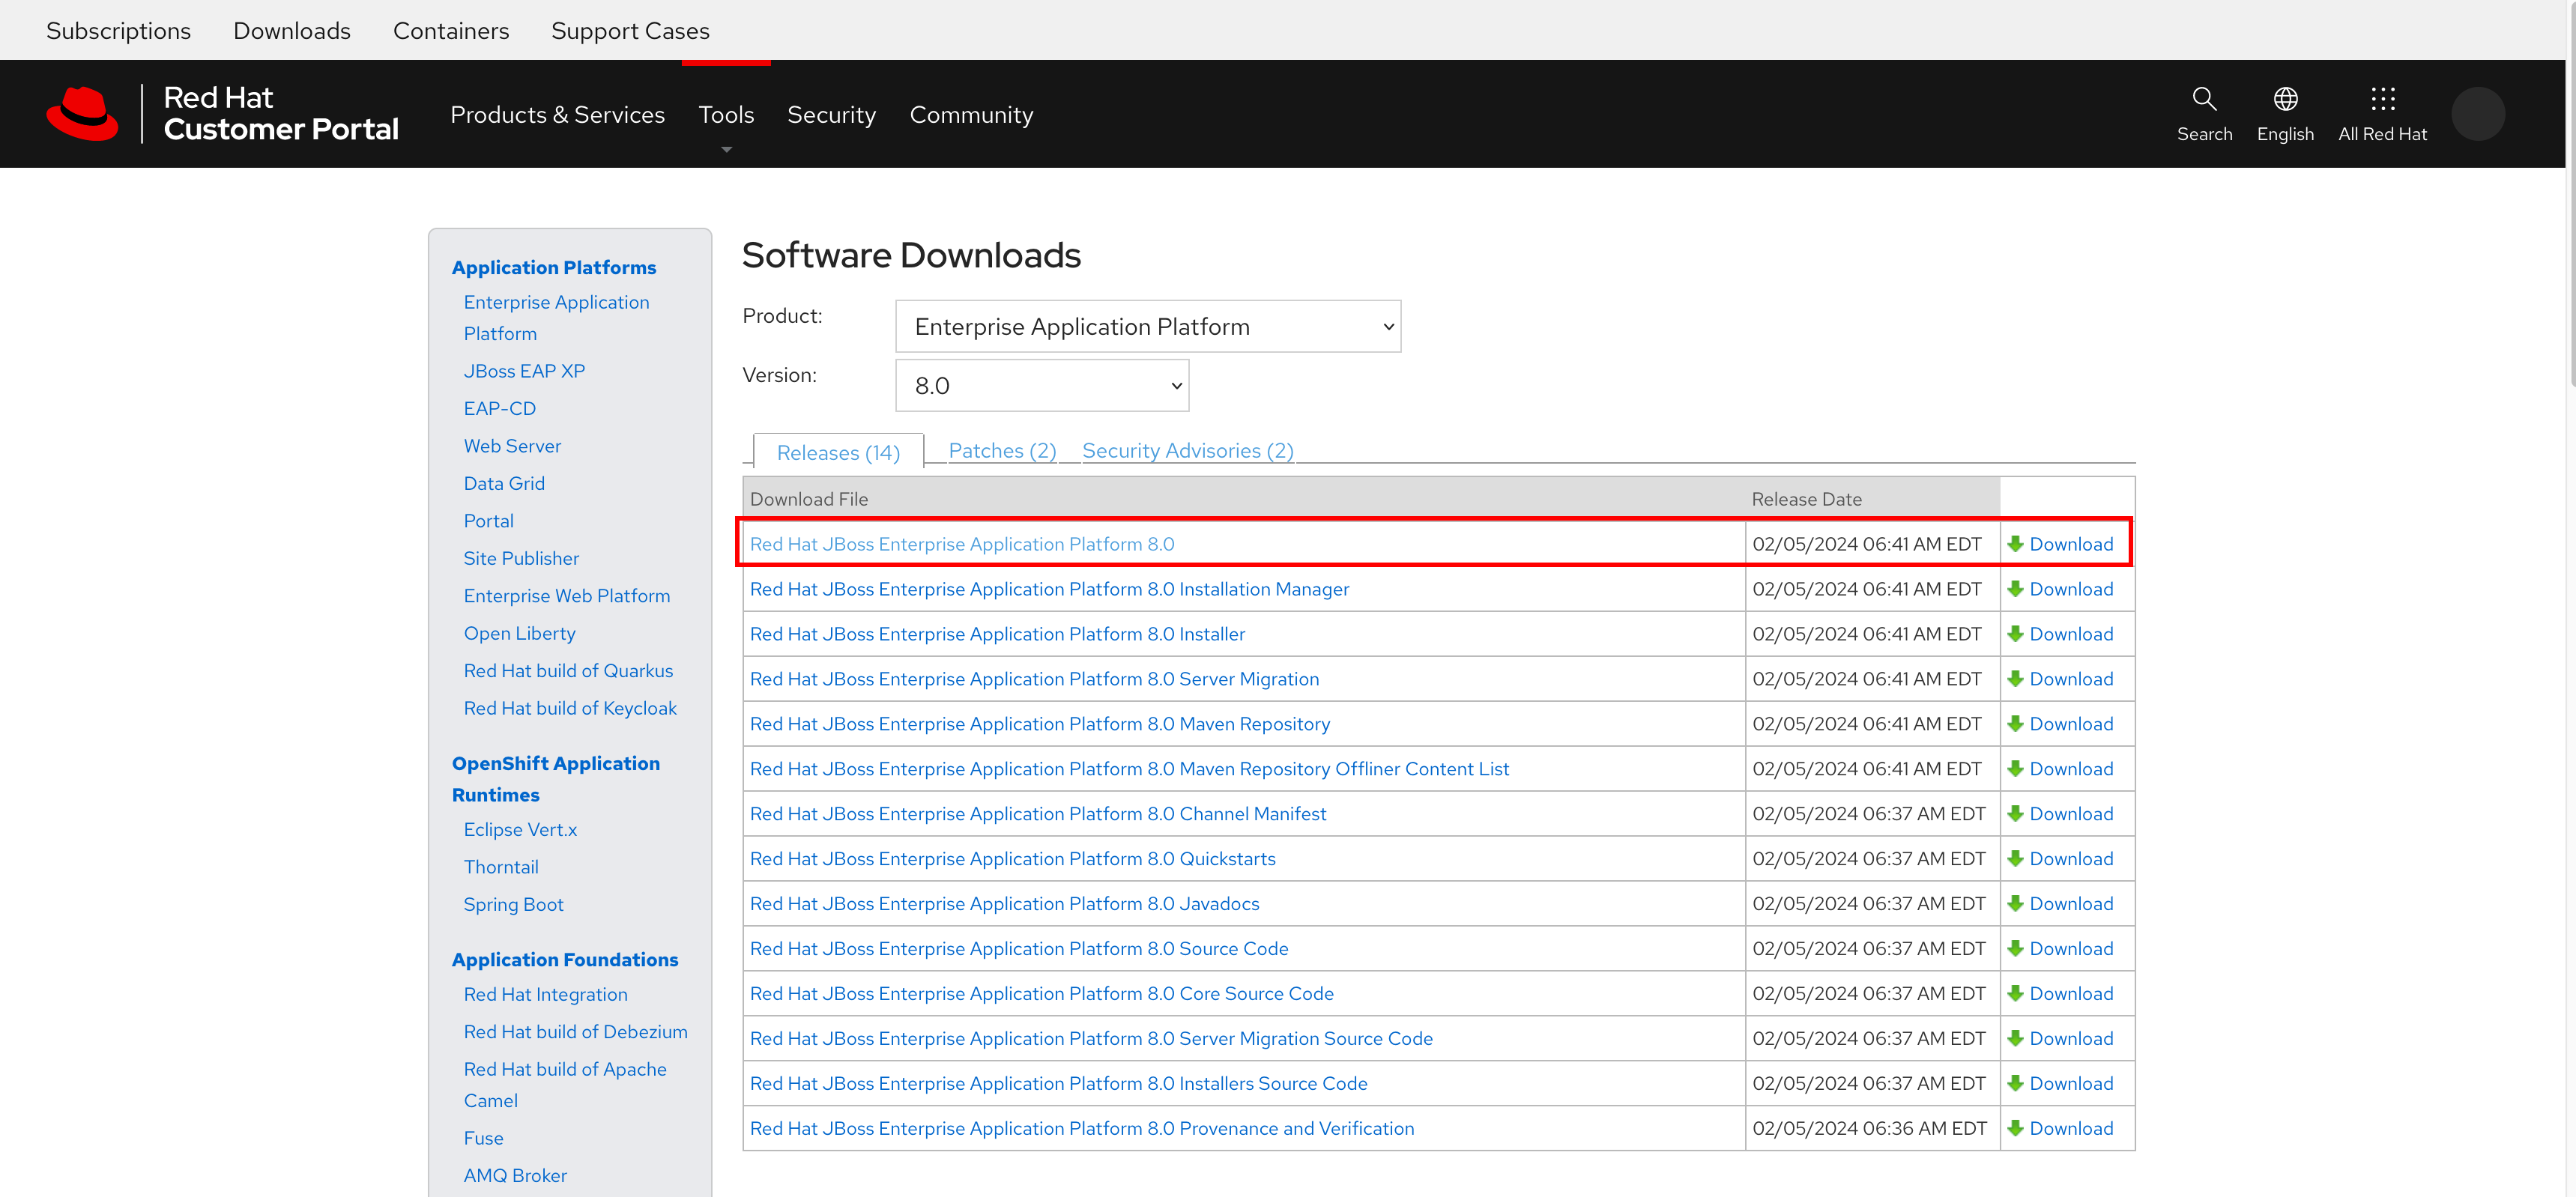 Subscriptions Downloads Containers Support Cases
Red Hat
Customer Portal
Products & Services Tools Security Community
Search English All Red Hat
Application Platforms
Enterprise Application
Platform
JBoss EAP XP
EAP-CD
Web Server
Data Grid
Portal
Site Publisher
Enterprise Web Platform
Open Liberty
Red Hat build of Quarkus
Red Hat build of Keycloak
OpenShift Application
Runtimes
Eclipse Vert.x
Thorntail
Spring Boot
Application Foundations
Red Hat Integration
Red Hat build of Debezium
Red Hat build of Apache
Camel
Fuse
AMQ Broker
Software Downloads
Product: Enterprise Application Platform
Version: 8.0
Releases (14) Patches (2) Security Advisories (2)
Download File Release Date
Red Hat JBoss Enterprise Application Platform 8.0 02/05/2024 06:41 AM EDT Download
Red Hat JBoss Enterprise Application Platform 8.0 Installation Manager 02/05/2024 06:41 AM EDT Download
Red Hat JBoss Enterprise Application Platform 8.0 Installer 02/05/2024 06:41 AM EDT Download
Red Hat JBoss Enterprise Application Platform 8.0 Server Migration 02/05/2024 06:41 AM EDT Download
Red Hat JBoss Enterprise Application Platform 8.0 Maven Repository 02/05/2024 06:41 AM EDT Download
Red Hat JBoss Enterprise Application Platform 8.0 Maven Repository Offliner Content List 02/05/2024 06:41 AM EDT Download
Red Hat JBoss Enterprise Application Platform 8.0 Channel Manifest 02/05/2024 06:37 AM EDT Download
Red Hat JBoss Enterprise Application Platform 8.0 Quickstarts 02/05/2024 06:37 AM EDT Download
Red Hat JBoss Enterprise Application Platform 8.0 Javadocs 02/05/2024 06:37 AM EDT Download
Red Hat JBoss Enterprise Application Platform 8.0 Source Code 02/05/2024 06:37 AM EDT Download
Red Hat JBoss Enterprise Application Platform 8.0 Core Source Code 02/05/2024 06:37 AM EDT Download
Red Hat JBoss Enterprise Application Platform 8.0 Server Migration Source Code 02/05/2024 06:37 AM EDT Download
Red Hat JBoss Enterprise Application Platform 8.0 Installers Source Code 02/05/2024 06:37 AM EDT Download
Red Hat JBoss Enterprise Application Platform 8.0 Provenance and Verification 02/05/2024 06:36 AM EDT Download